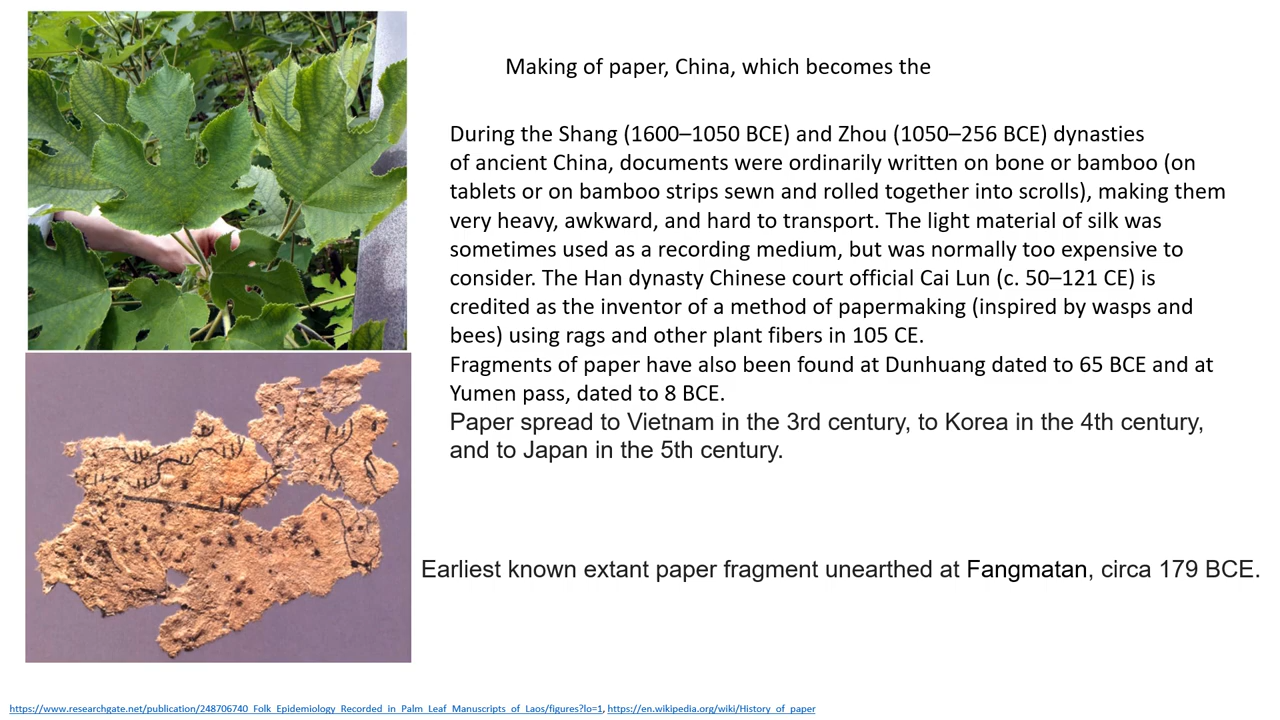 Making of paper, China, which becomes the
During the Shang (1600–1050 BCE) and Zhou (1050–256 BCE) dynasties
of ancient China, documents were ordinarily written on bone or bamboo (on
tablets or on bamboo strips sewn and rolled together into scrolls), making them
very heavy, awkward, and hard to transport. The light material of silk was
sometimes used as a recording medium, but was normally too expensive to
consider. The Han dynasty Chinese court official Cai Lun (c. 50–121 CE) is
credited as the inventor of a method of papermaking (inspired by wasps and
bees) using rags and other plant fibers in 105 CE.
Fragments of paper have also been found at Dunhuang dated to 65 BCE and at
Yumen pass, dated to 8 BCE.
Paper spread to Vietnam in the 3rd century, to Korea in the 4th century,
and to Japan in the 5th century.
Earliest known extant paper fragment unearthed at Fangmatan, circa 179 BCE.
https://www.researchgate.net/publication/248706740_Folk_Epidemiology_Recorded_in_Palm_Leaf_Manuscripts_of_Laos/figures?lo=1, https://en.wikipedia.org/wiki/History_of_paper